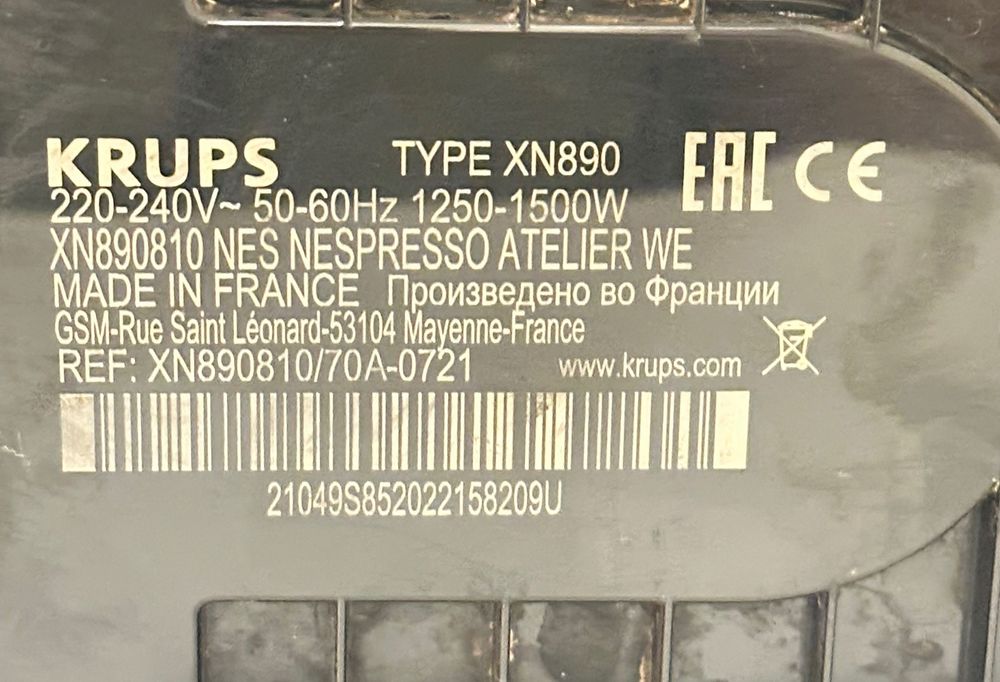 KRUPS TYPE XN890 EAC CE
220-240V~ 50-60Hz 1250-1500W
XN890810 NES NESPRESSO ATELIER WE
MADE IN FRANCE Произведено во Франции
GSM-Rue Saint Léonard-53104 Mayenne-France
REF: XN890810/70A-0721 www.krups.com
21049S852022158209U